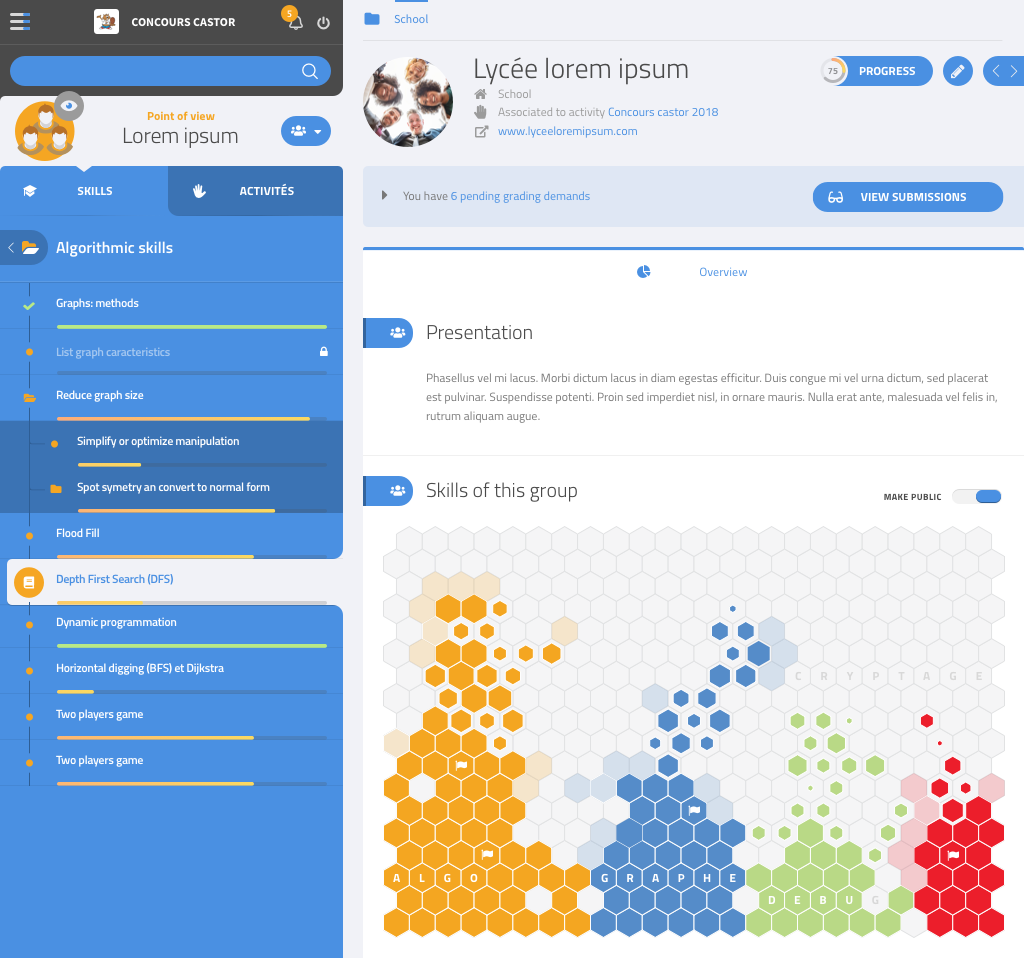 CONCOURS CASTOR
5
Point of view
Lorem ipsum
SKILLS
ACTIVITÉS
Algorithmic skills
Graphs: methods
List graph caracteristics
Reduce graph size
Simplify or optimize manipulation
Spot symetry an convert to normal form
Flood Fill
Depth First Search (DFS)
Dynamic programmation
Horizontal digging (BFS) et Dijkstra
Two players game
Two players game
School
Lycée lorem ipsum
School
Associated to activity Concours castor 2018
www.lyceeloremipsum.com
75
PROGRESS
You have 6 pending grading demands
VIEW SUBMISSIONS
Overview
Presentation
Phasellus vel mi lacus. Morbi dictum lacus in diam egestas efficitur. Duis congue mi vel urna dictum, sed placerat
est pulvinar. Suspendisse potenti. Proin sed imperdiet nisl, in ornare mauris. Nulla erat ante, malesuada vel felis in,
rutrum aliquam augue.
Skills of this group
MAKE PUBLIC
CRYPTAGE
ALGO
GRAPHE
DEBUG